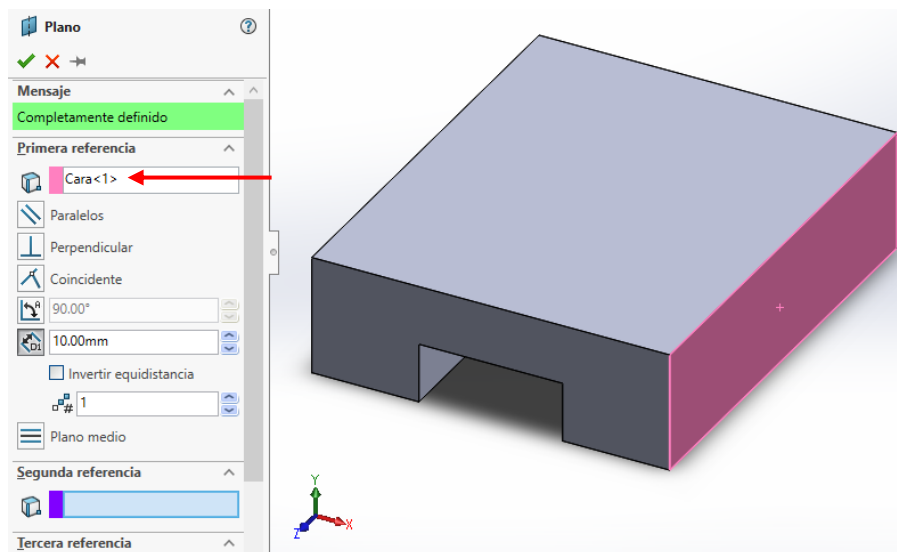 Plano
Mensaje
Completamente definido
Primera referencia
Cara<1>
Paralelos
Perpendicular
Coincidente
A
90.00°
D1
10.00mm
Invertir equidistancia
# 1
Plano medio
Segunda referencia
Tercera referencia
Y
X
Z